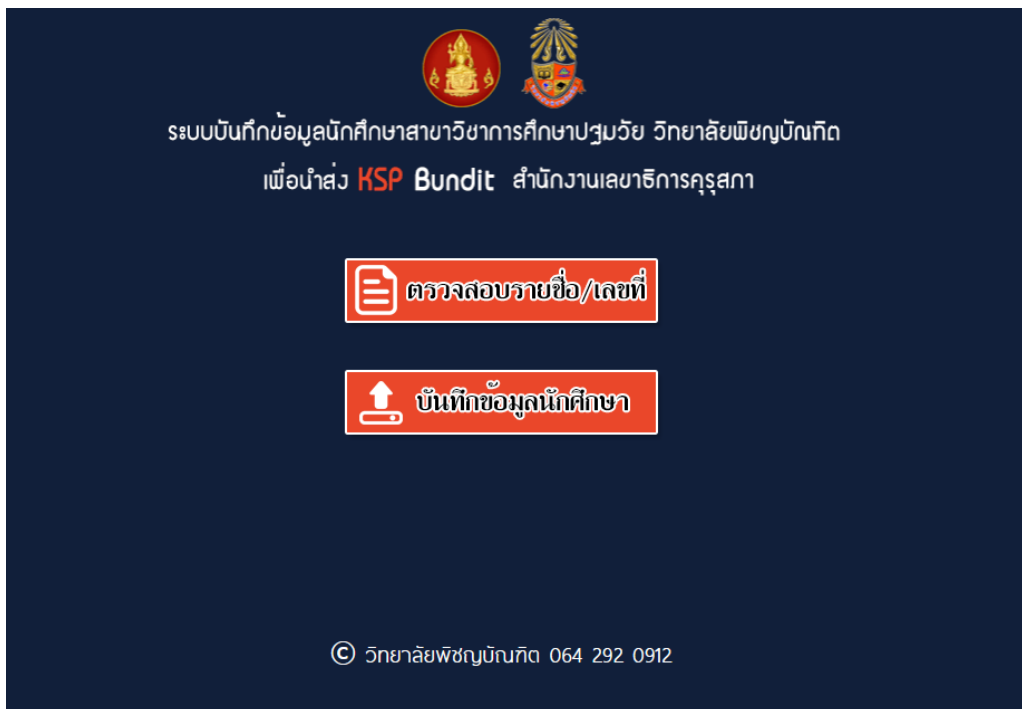 ระบบบันทึกข้อมูลนักศึกษาสาขาวิชาการศึกษาปฐมวัย วิทยาลัยพิชญบัณฑิต
เพื่อนำส่ง KSP Bundit สำนักงานเลขาธิการคุรุสภา
ตรวจสอบรายชื่อ/เลขที่
บันทึกข้อมูลนักศึกษา
© วิทยาลัยพิชญบัณฑิต 064 292 0912